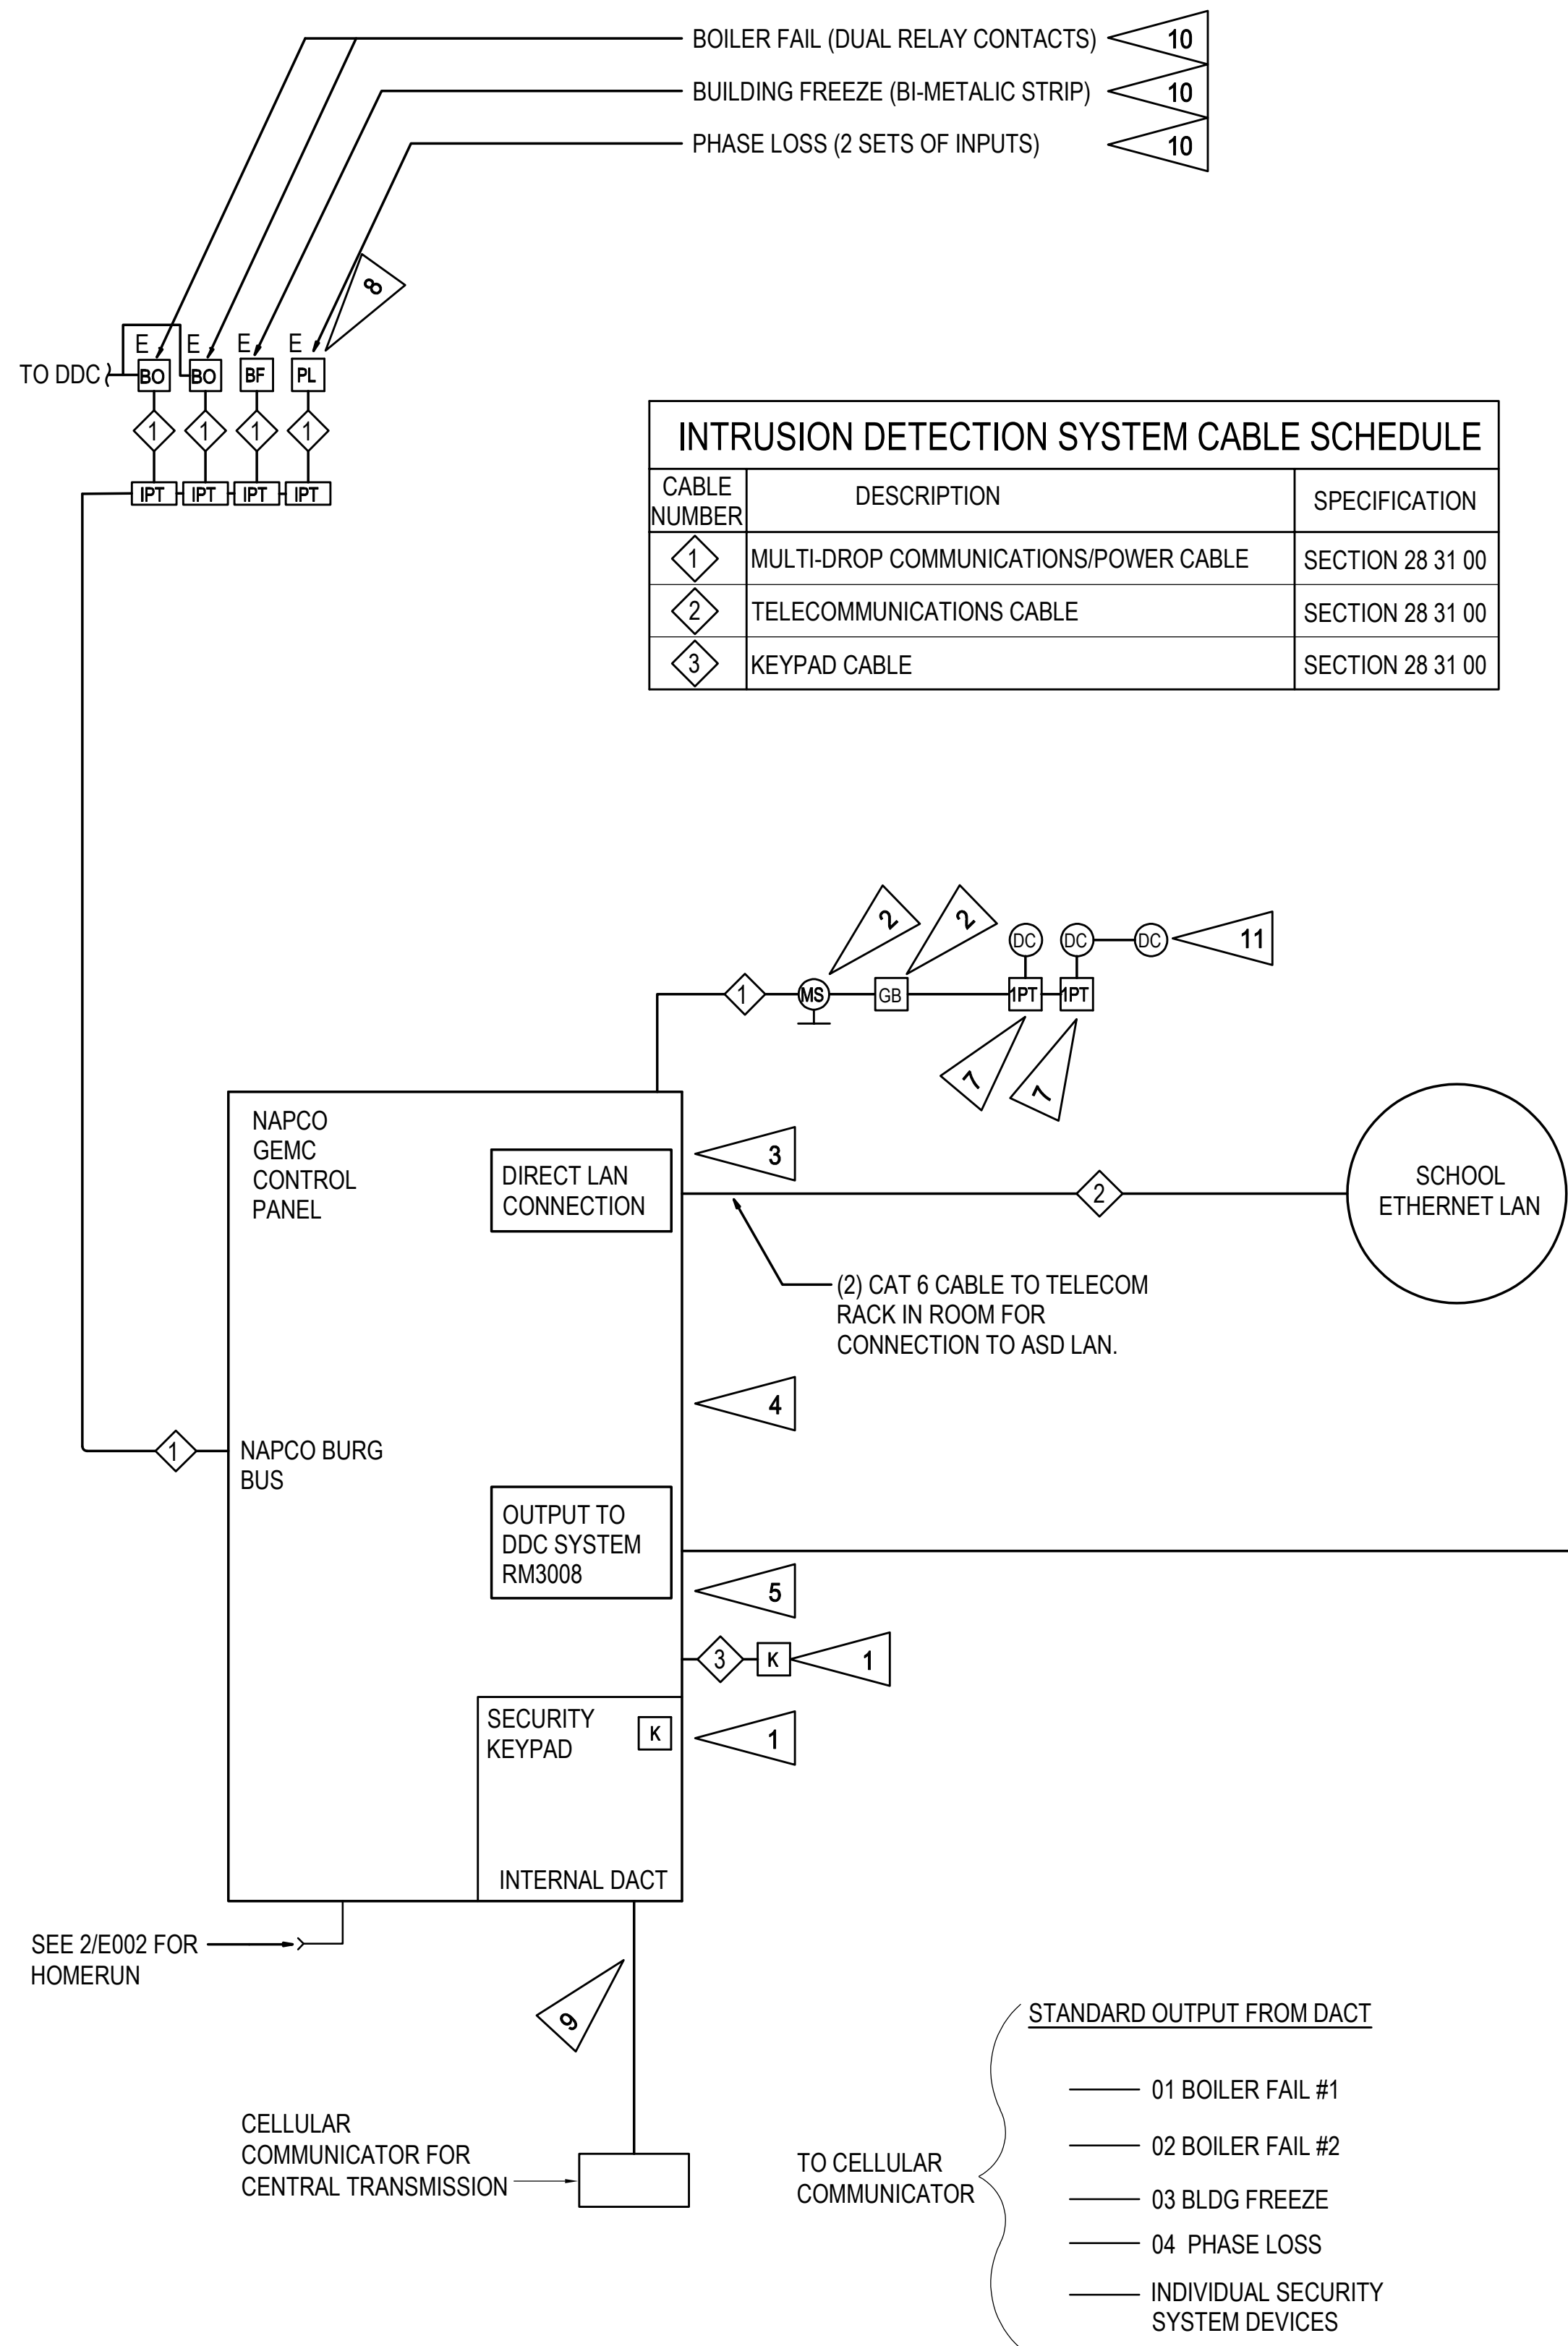 BOILER FAIL (DUAL RELAY CONTACTS) 10
BUILDING FREEZE (BI-METALIC STRIP) 10
PHASE LOSS (2 SETS OF INPUTS) 10
8
E E E E
TO DDC BO BO BF PL
1 1 1 1
IPT IPT IPT IPT
INTRUSION DETECTION SYSTEM CABLE SCHEDULE
CABLE
NUMBER
DESCRIPTION
SPECIFICATION
1 MULTI-DROP COMMUNICATIONS/POWER CABLE SECTION 28 31 00
2 TELECOMMUNICATIONS CABLE SECTION 28 31 00
3 KEYPAD CABLE SECTION 28 31 00
2 2
DC DC DC 11
1 MS GB 1PT 1PT
7 7
NAPCO
GEMC
CONTROL
PANEL
DIRECT LAN
CONNECTION
3
2
SCHOOL
ETHERNET LAN
(2) CAT 6 CABLE TO TELECOM
RACK IN ROOM FOR
CONNECTION TO ASD LAN.
4
1
NAPCO BURG
BUS
OUTPUT TO
DDC SYSTEM
RM3008
5
3 K 1
SECURITY
KEYPAD
K
1
INTERNAL DACT
SEE 2/E002 FOR
HOMERUN
9
CELLULAR
COMMUNICATOR FOR
CENTRAL TRANSMISSION
STANDARD OUTPUT FROM DACT
01 BOILER FAIL #1
02 BOILER FAIL #2
TO CELLULAR
COMMUNICATOR
03 BLDG FREEZE
04 PHASE LOSS
INDIVIDUAL SECURITY
SYSTEM DEVICES